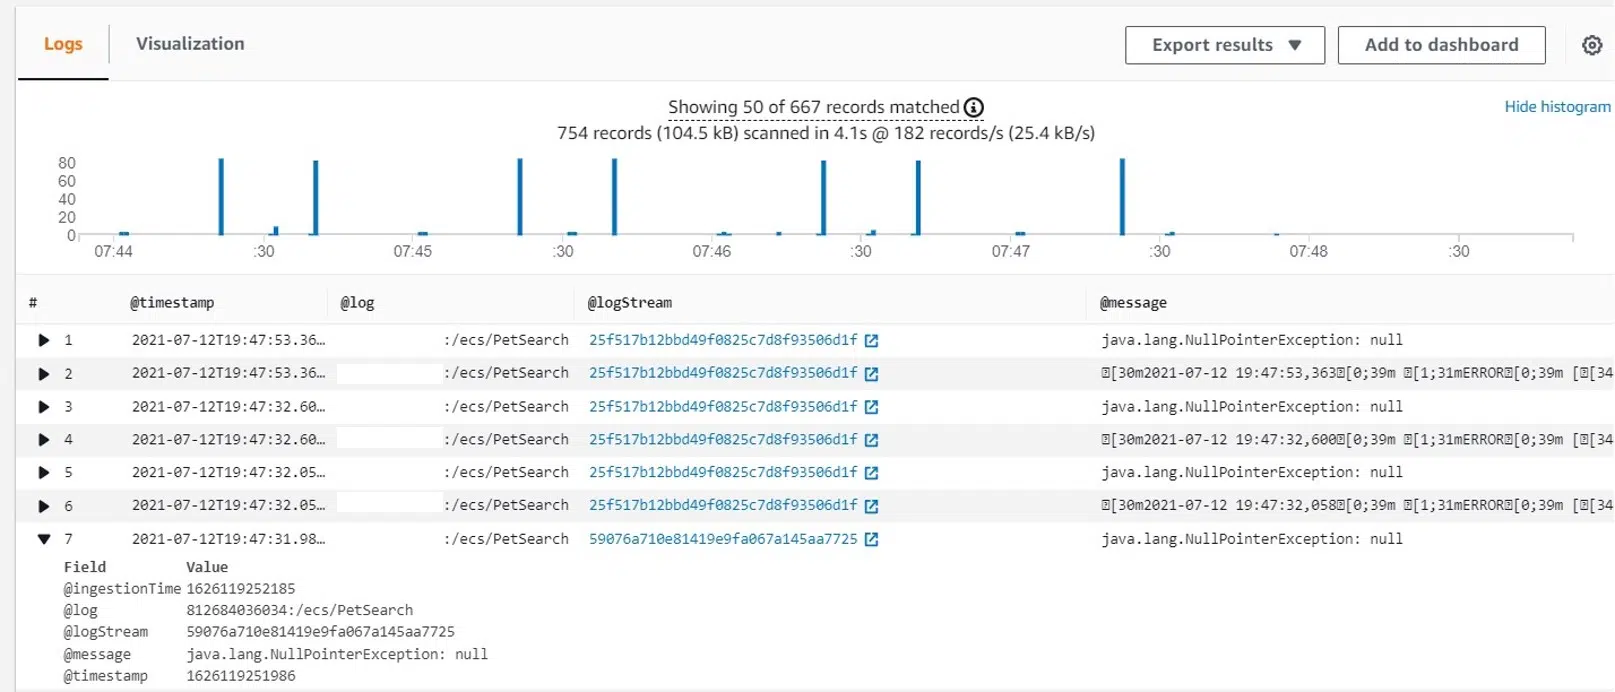 Logs Visualization Export results ▼ Add to dashboard
Showing 50 of 667 records matched
Hide histogram
754 records (104.5 kB) scanned in 4.1s @ 182 records/s (25.4 kB/s)
80
60
40
20
0
07:44 :30 07:45 :30 07:46 :30 07:47 :30 07:48 :30
# @timestamp @log @logStream @message
1 2021-07-12T19:47:53.36… :/ecs/PetSearch 25f517b12bbd49f0825c7d8f93506d1f java.lang.NullPointerException: null
2 2021-07-12T19:47:53.36… :/ecs/PetSearch 25f517b12bbd49f0825c7d8f93506d1f [30m2021-07-12 19:47:53,363[0;39m [1;31mERROR[0;39m [[34
3 2021-07-12T19:47:32.60… :/ecs/PetSearch 25f517b12bbd49f0825c7d8f93506d1f java.lang.NullPointerException: null
4 2021-07-12T19:47:32.60… :/ecs/PetSearch 25f517b12bbd49f0825c7d8f93506d1f [30m2021-07-12 19:47:32,600[0;39m [1;31mERROR[0;39m [[34
5 2021-07-12T19:47:32.05… :/ecs/PetSearch 25f517b12bbd49f0825c7d8f93506d1f java.lang.NullPointerException: null
6 2021-07-12T19:47:32.05… :/ecs/PetSearch 25f517b12bbd49f0825c7d8f93506d1f [30m2021-07-12 19:47:32,058[0;39m [1;31mERROR[0;39m [[34
7 2021-07-12T19:47:31.98… :/ecs/PetSearch 59076a710e81419e9fa067a145aa7725 java.lang.NullPointerException: null
Field Value
@ingestionTime 1626119252185
@log 812684036034:/ecs/PetSearch
@logStream 59076a710e81419e9fa067a145aa7725
@message java.lang.NullPointerException: null
@timestamp 1626119251986